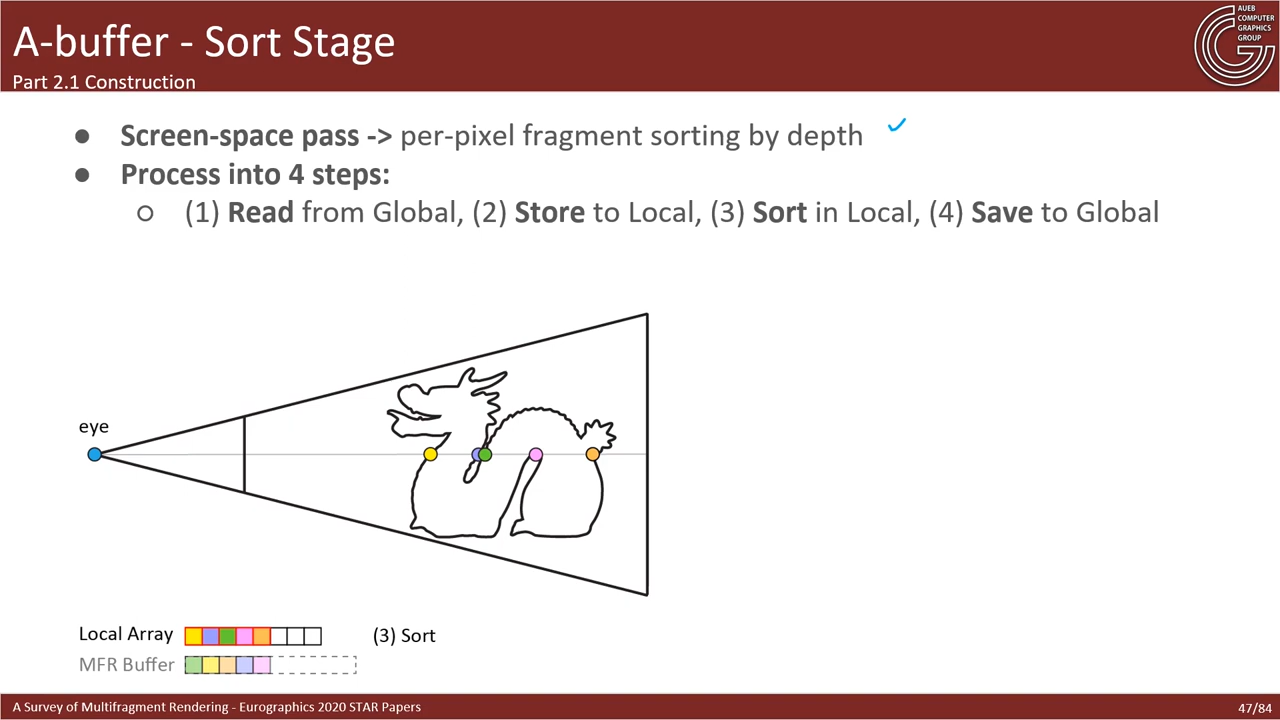 A-buffer - Sort Stage
Part 2.1 Construction
AUEB
COMPUTER
GRAPHICS
GROUP
● Screen-space pass -> per-pixel fragment sorting by depth
● Process into 4 steps:
○ (1) Read from Global, (2) Store to Local, (3) Sort in Local, (4) Save to Global
eye
Local Array (3) Sort
MFR Buffer
A Survey of Multifragment Rendering - Eurographics 2020 STAR Papers 47/84